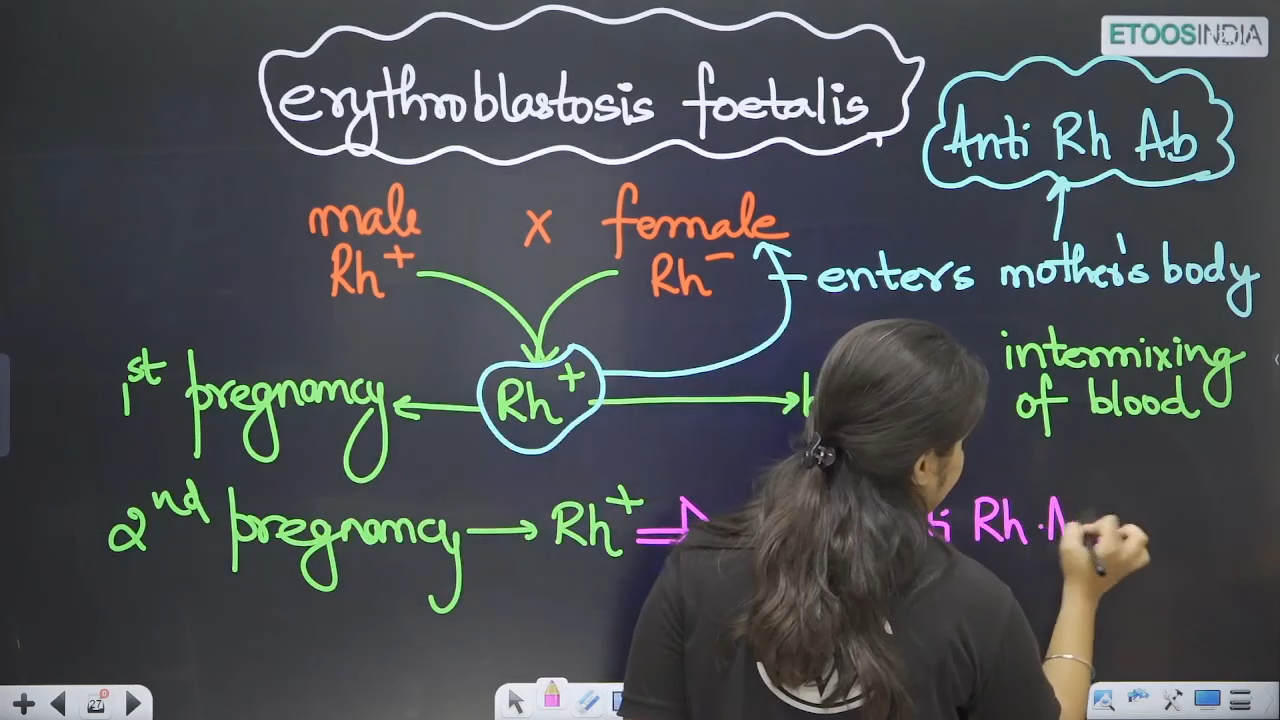 ETOOSINDIA
erythroblastosis foetalis
Anti Rh Ab
male x female
Rh+ Rh-
enters mother's body
1st pregnancy Rh+
intermixing
of blood
2nd pregnancy → Rh+ Rh
27